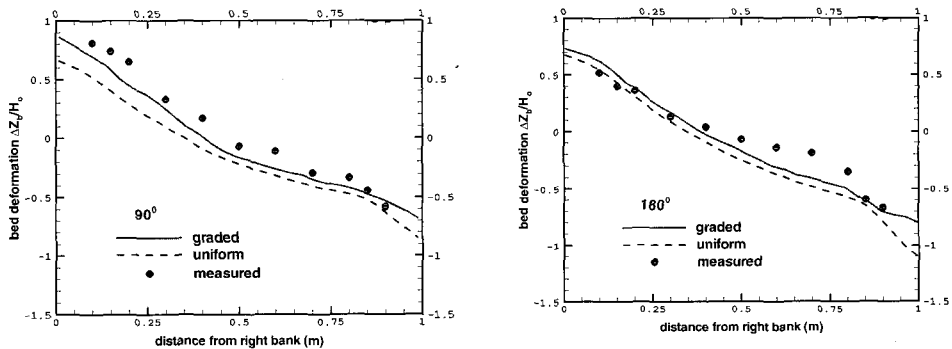 0 0.25 0.5 0.75 1
1 1
0.5 0.5
0 0
-0.5 -0.5
-1 -1
-1.5 -1.5
0 0.25 0.5 0.75 1
bed deformation ΔZb/Ho
90⁰
graded
uniform
measured
distance from right bank (m)
0 0.25 0.5 0.75 1
1 1
0.5 0.5
0 0
-0.5 -0.5
-1 -1
-1.5 -1.5
0 0.25 0.5 0.75 1
bed deformation ΔZb/Ho
160⁰
graded
uniform
measured
distance from right bank (m)